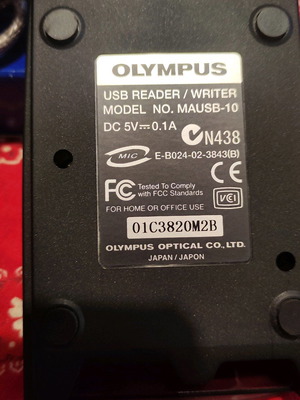 OLYMPUS
USB READER / WRITER
MODEL NO. MAUSB-10
DC 5V⎓0.1A
N438
MIC E-B024-02-3843(B)
FC Tested To Comply
with FCC Standards
CE
VCI
FOR HOME OR OFFICE USE
01C3820M2B
OLYMPUS OPTICAL CO., LTD.
JAPAN / JAPON